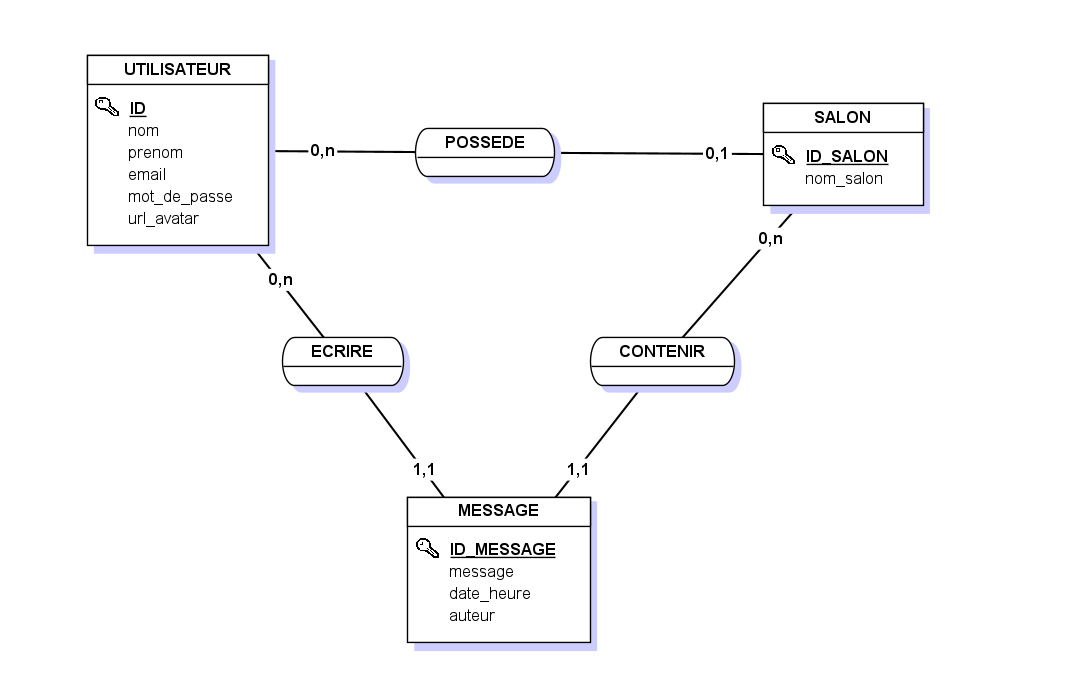 UTILISATEUR
ID
nom
prenom
email
mot_de_passe
url_avatar
0,n
POSSEDE
0,1
SALON
ID_SALON
nom_salon
0,n
0,n
ECRIRE
CONTENIR
1,1
1,1
MESSAGE
ID_MESSAGE
message
date_heure
auteur